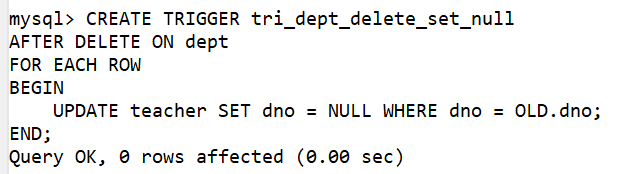 mysql> CREATE TRIGGER tri_dept_delete_set_null
AFTER DELETE ON dept
FOR EACH ROW
BEGIN
    UPDATE teacher SET dno = NULL WHERE dno = OLD.dno;
END;
Query OK, 0 rows affected (0.00 sec)